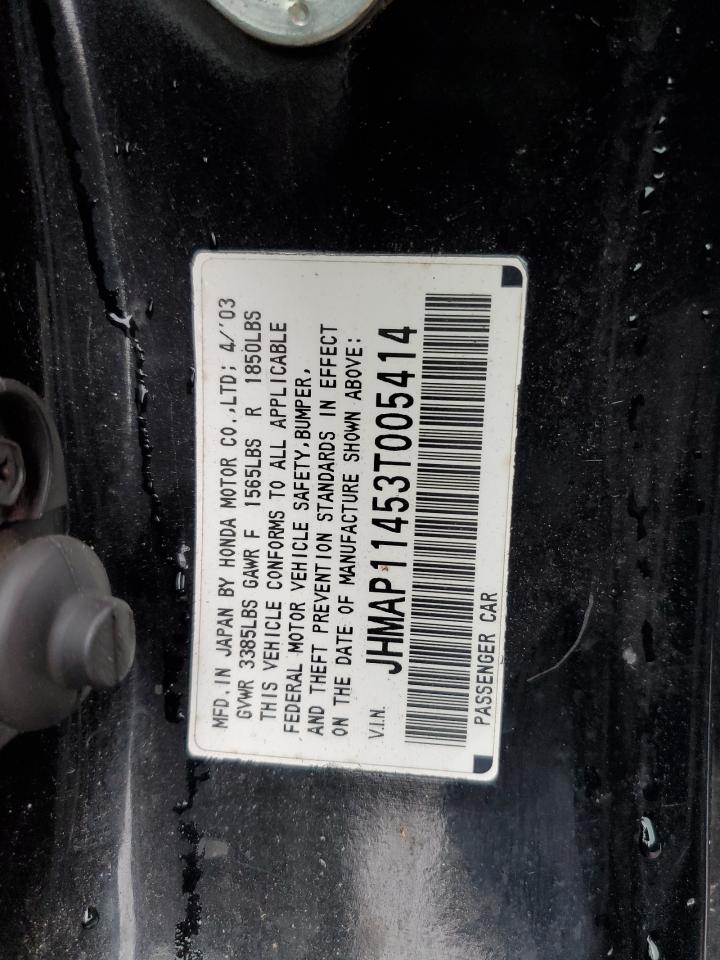 MFD. IN JAPAN BY HONDA MOTOR CO.,LTD; 4/'03
GVWR 3385LBS GAWR F 1565LBS R 1850LBS
THIS VEHICLE CONFORMS TO ALL APPLICABLE
FEDERAL MOTOR VEHICLE SAFETY,BUMPER,
AND THEFT PREVENTION STANDARDS IN EFFECT
ON THE DATE OF MANUFACTURE SHOWN ABOVE:
V.I.N. JHMAP11453T005414
PASSENGER CAR